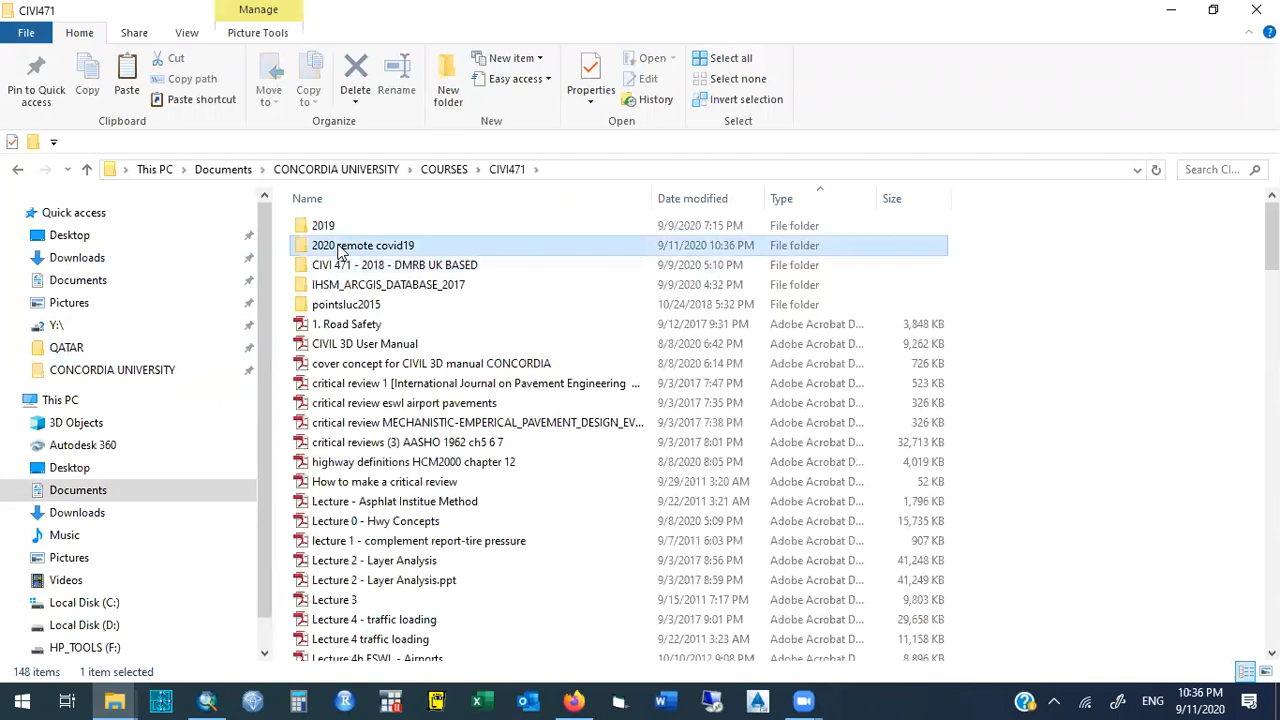 CIVI471
Manage
File
Home
Share
View
Picture Tools
Pin to Quick access
Copy
Paste
Cut
Copy path
Paste shortcut
Clipboard
Move to
Copy to
Delete
Rename
Organize
New folder
New item
Easy access
New
Properties
Open
Edit
History
Open
Select all
Select none
Invert selection
Select
This PC > Documents > CONCORDIA UNIVERSITY > COURSES > CIVI471 >
Search Cl...
Quick access
Desktop
Downloads
Documents
Pictures
Y:\
QATAR
CONCORDIA UNIVERSITY
This PC
3D Objects
Autodesk 360
Desktop
Documents
Downloads
Music
Pictures
Videos
Local Disk (C:)
Local Disk (D:)
HP_TOOLS (F:)
Name Date modified Type Size
2019 9/9/2020 7:15 PM File folder
2020 remote covid19 9/11/2020 10:36 PM File folder
CIVI 471 - 2018 - DMRB UK BASED 9/9/2020 5:10 PM File folder
IHSM_ARCGIS_DATABASE_2017 9/9/2020 4:32 PM File folder
pointsluc2015 10/24/2018 5:32 PM File folder
1. Road Safety 9/12/2017 9:31 PM Adobe Acrobat D... 3,848 KB
CIVIL 3D User Manual 8/8/2020 6:42 PM Adobe Acrobat D... 9,262 KB
cover concept for CIVIL 3D manual CONCORDIA 8/8/2020 6:14 PM Adobe Acrobat D... 726 KB
critical review 1 [International Journal on Pavement Engineering ... 9/3/2017 7:47 PM Adobe Acrobat D... 523 KB
critical review eswl airport pavements 9/3/2017 7:35 PM Adobe Acrobat D... 326 KB
critical review MECHANISTIC-EMPERICAL_PAVEMENT_DESIGN_EV... 9/3/2017 7:38 PM Adobe Acrobat D... 326 KB
critical reviews (3) AASHO 1962 ch5 6 7 9/3/2017 8:01 PM Adobe Acrobat D... 32,713 KB
highway definitions HCM2000 chapter 12 8/8/2020 8:05 PM Adobe Acrobat D... 4,019 KB
How to make a critical review 9/29/2011 3:20 AM Adobe Acrobat D... 52 KB
Lecture - Asphlat Institue Method 9/22/2011 3:21 AM Adobe Acrobat D... 1,796 KB
Lecture 0 - Hwy Concepts 9/8/2020 5:09 PM Adobe Acrobat D... 15,735 KB
lecture 1 - complement report-tire pressure 9/7/2011 6:03 PM Adobe Acrobat D... 907 KB
Lecture 2 - Layer Analysis 9/3/2017 8:56 PM Adobe Acrobat D... 41,248 KB
Lecture 2 - Layer Analysis.ppt 9/3/2017 8:59 PM Adobe Acrobat D... 41,249 KB
Lecture 3 9/15/2011 7:17 PM Adobe Acrobat D... 9,803 KB
Lecture 4 - traffic loading 9/3/2017 9:01 PM Adobe Acrobat D... 29,658 KB
Lecture 4 traffic loading 9/22/2011 3:23 AM Adobe Acrobat D... 11,158 KB
Lecture 4b ESWL - Airports 10/10/2012 9:08 PM Adobe Acrobat D... 8,896 KB
148 items 1 item selected
ENG
10:36 PM
9/11/2020